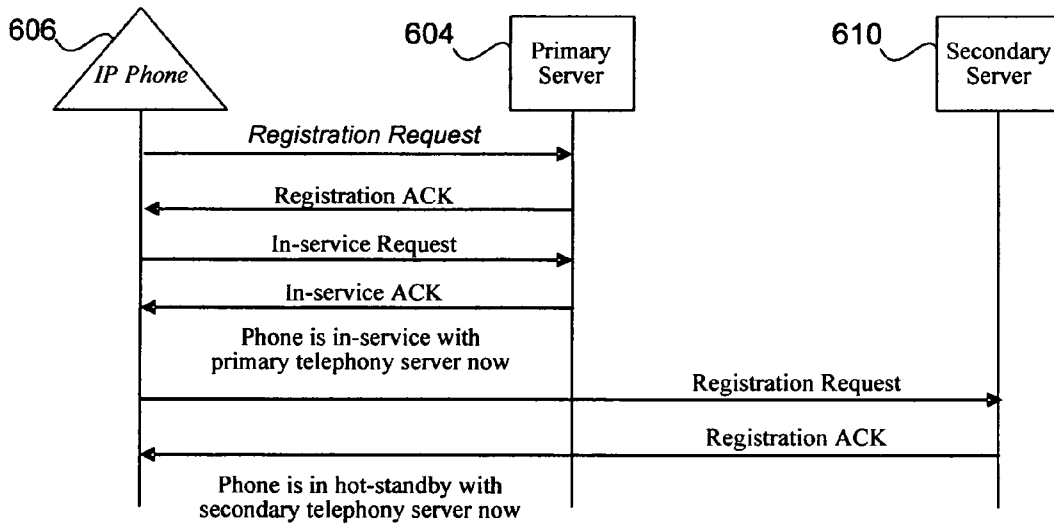 606
IP Phone
604
Primary
Server
610
Secondary
Server
Registration Request
Registration ACK
In-service Request
In-service ACK
Phone is in-service with
primary telephony server now
Registration Request
Registration ACK
Phone is in hot-standby with
secondary telephony server now